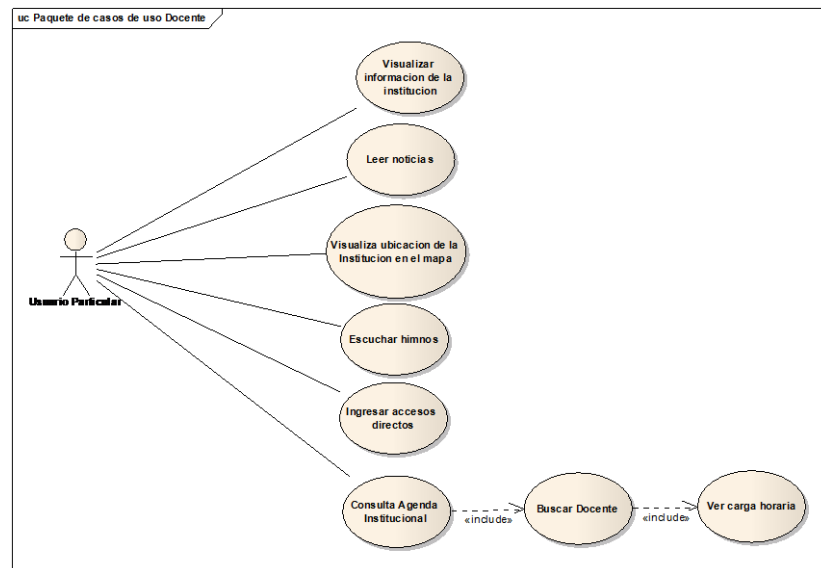 uc Paquete de casos de uso Docente
Visualizar
informacion de la
institucion
Leer noticias
Visualiza ubicacion de la
Institucion en el mapa
Usuario Particular
Escuchar himnos
Ingresar accesos
directos
Consulta Agenda
Institucional
«include»
Buscar Docente
«include»
Ver carga horaria